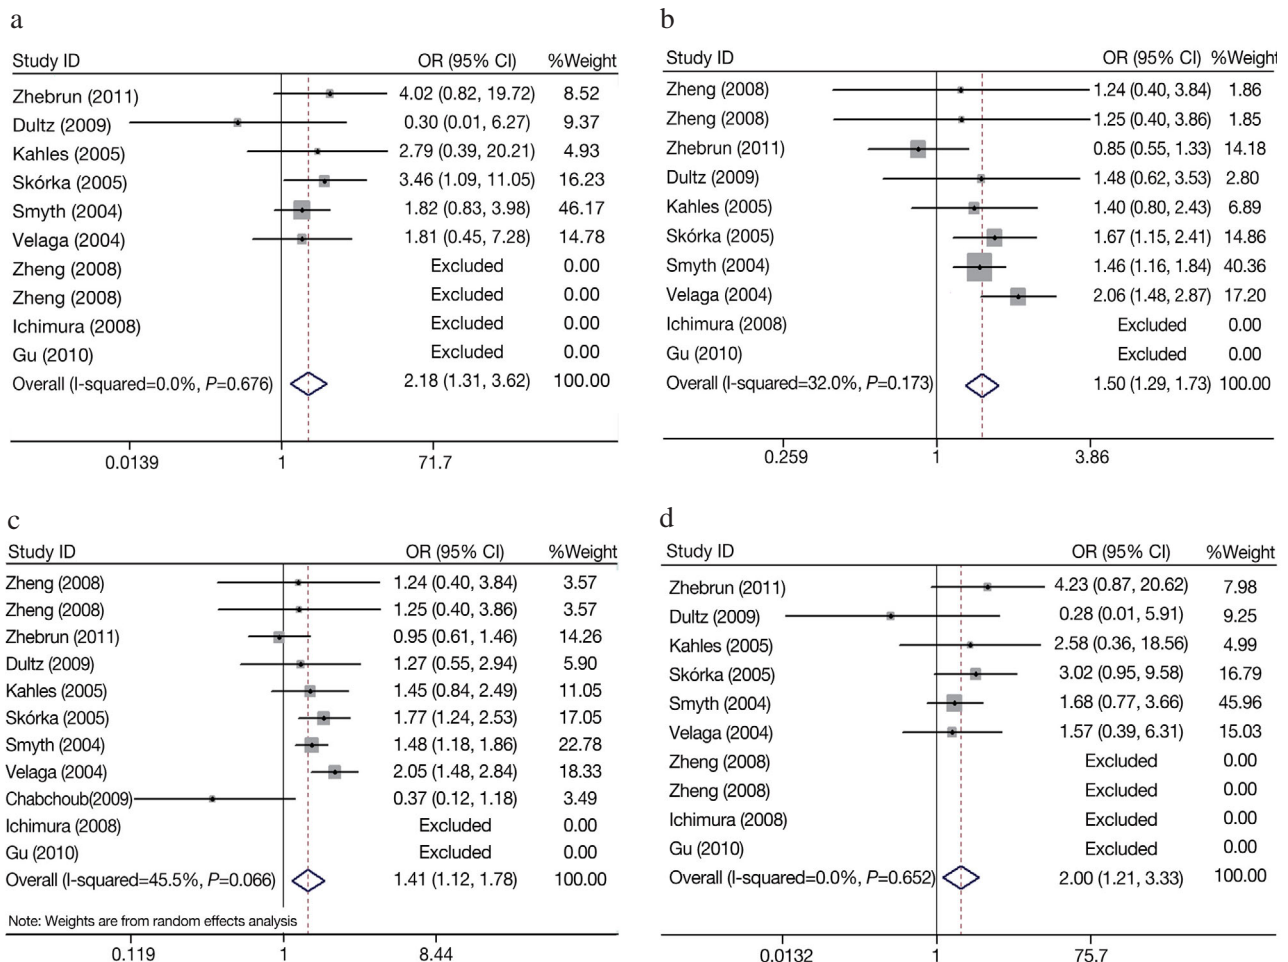 a
Study ID OR (95% CI) %Weight
Zhebrun (2011) 4.02 (0.82, 19.72) 8.52
Dultz (2009) 0.30 (0.01, 6.27) 9.37
Kahles (2005) 2.79 (0.39, 20.21) 4.93
Skórka (2005) 3.46 (1.09, 11.05) 16.23
Smyth (2004) 1.82 (0.83, 3.98) 46.17
Velaga (2004) 1.81 (0.45, 7.28) 14.78
Zheng (2008) Excluded 0.00
Zheng (2008) Excluded 0.00
Ichimura (2008) Excluded 0.00
Gu (2010) Excluded 0.00
Overall (I-squared=0.0%, P=0.676) 2.18 (1.31, 3.62) 100.00
0.0139 1 71.7
b
Study ID OR (95% CI) %Weight
Zheng (2008) 1.24 (0.40, 3.84) 1.86
Zheng (2008) 1.25 (0.40, 3.86) 1.85
Zhebrun (2011) 0.85 (0.55, 1.33) 14.18
Dultz (2009) 1.48 (0.62, 3.53) 2.80
Kahles (2005) 1.40 (0.80, 2.43) 6.89
Skórka (2005) 1.67 (1.15, 2.41) 14.86
Smyth (2004) 1.46 (1.16, 1.84) 40.36
Velaga (2004) 2.06 (1.48, 2.87) 17.20
Ichimura (2008) Excluded 0.00
Gu (2010) Excluded 0.00
Overall (I-squared=32.0%, P=0.173) 1.50 (1.29, 1.73) 100.00
0.259 1 3.86
c
Study ID OR (95% CI) %Weight
Zheng (2008) 1.24 (0.40, 3.84) 3.57
Zheng (2008) 1.25 (0.40, 3.86) 3.57
Zhebrun (2011) 0.95 (0.61, 1.46) 14.26
Dultz (2009) 1.27 (0.55, 2.94) 5.90
Kahles (2005) 1.45 (0.84, 2.49) 11.05
Skórka (2005) 1.77 (1.24, 2.53) 17.05
Smyth (2004) 1.48 (1.18, 1.86) 22.78
Velaga (2004) 2.05 (1.48, 2.84) 18.33
Chabchoub(2009) 0.37 (0.12, 1.18) 3.49
Ichimura (2008) Excluded 0.00
Gu (2010) Excluded 0.00
Overall (I-squared=45.5%, P=0.066) 1.41 (1.12, 1.78) 100.00
Note: Weights are from random effects analysis
0.119 1 8.44
d
Study ID OR (95% CI) %Weight
Zhebrun (2011) 4.23 (0.87, 20.62) 7.98
Dultz (2009) 0.28 (0.01, 5.91) 9.25
Kahles (2005) 2.58 (0.36, 18.56) 4.99
Skórka (2005) 3.02 (0.95, 9.58) 16.79
Smyth (2004) 1.68 (0.77, 3.66) 45.96
Velaga (2004) 1.57 (0.39, 6.31) 15.03
Zheng (2008) Excluded 0.00
Zheng (2008) Excluded 0.00
Ichimura (2008) Excluded 0.00
Gu (2010) Excluded 0.00
Overall (I-squared=0.0%, P=0.652) 2.00 (1.21, 3.33) 100.00
0.0132 1 75.7